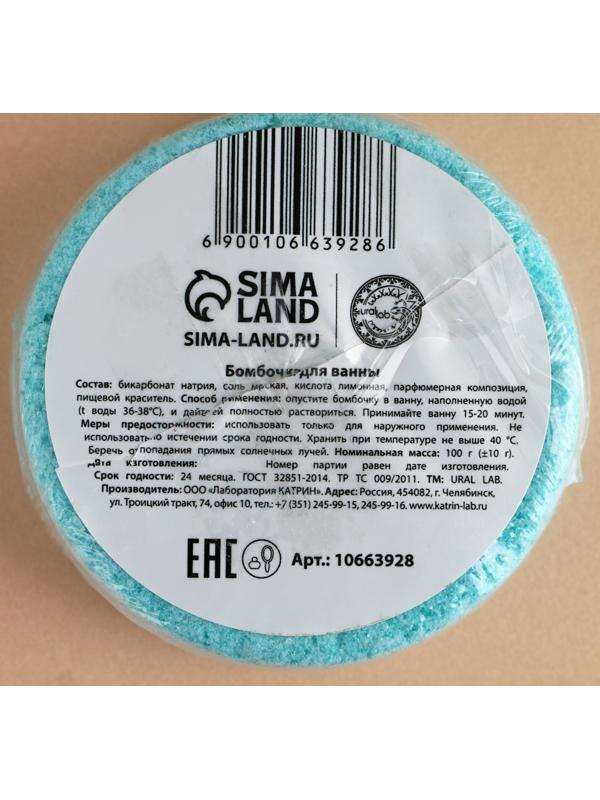 6 900106 639286
SIMA
LAND
SIMA-LAND.RU
ural lab
Бомбочки для ванны
Состав: бикарбонат натрия, соль морская, кислота лимонная, парфюмерная композиция,
пищевой краситель. Способ применения: опустите бомбочку в ванну, наполненную водой
(t воды 36-38°C), и дайте ей полностью раствориться. Принимайте ванну 15-20 минут.
Меры предосторожности: использовать только для наружного применения. Не
использовать по истечении срока годности. Хранить при температуре не выше 40 °C.
Беречь от попадания прямых солнечных лучей. Номинальная масса: 100 г (±10 г).
Дата изготовления: Номер партии равен дате изготовления.
Срок годности: 24 месяца. ГОСТ 32851-2014. ТР ТС 009/2011. ТМ: URAL LAB.
Производитель: ООО «Лаборатория КАТРИН». Адрес: Россия, 454082, г. Челябинск,
ул. Троицкий тракт, 74, офис 10, тел.: +7 (351) 245-99-15, 245-99-16. www.katrin-lab.ru
EAC Арт.: 10663928